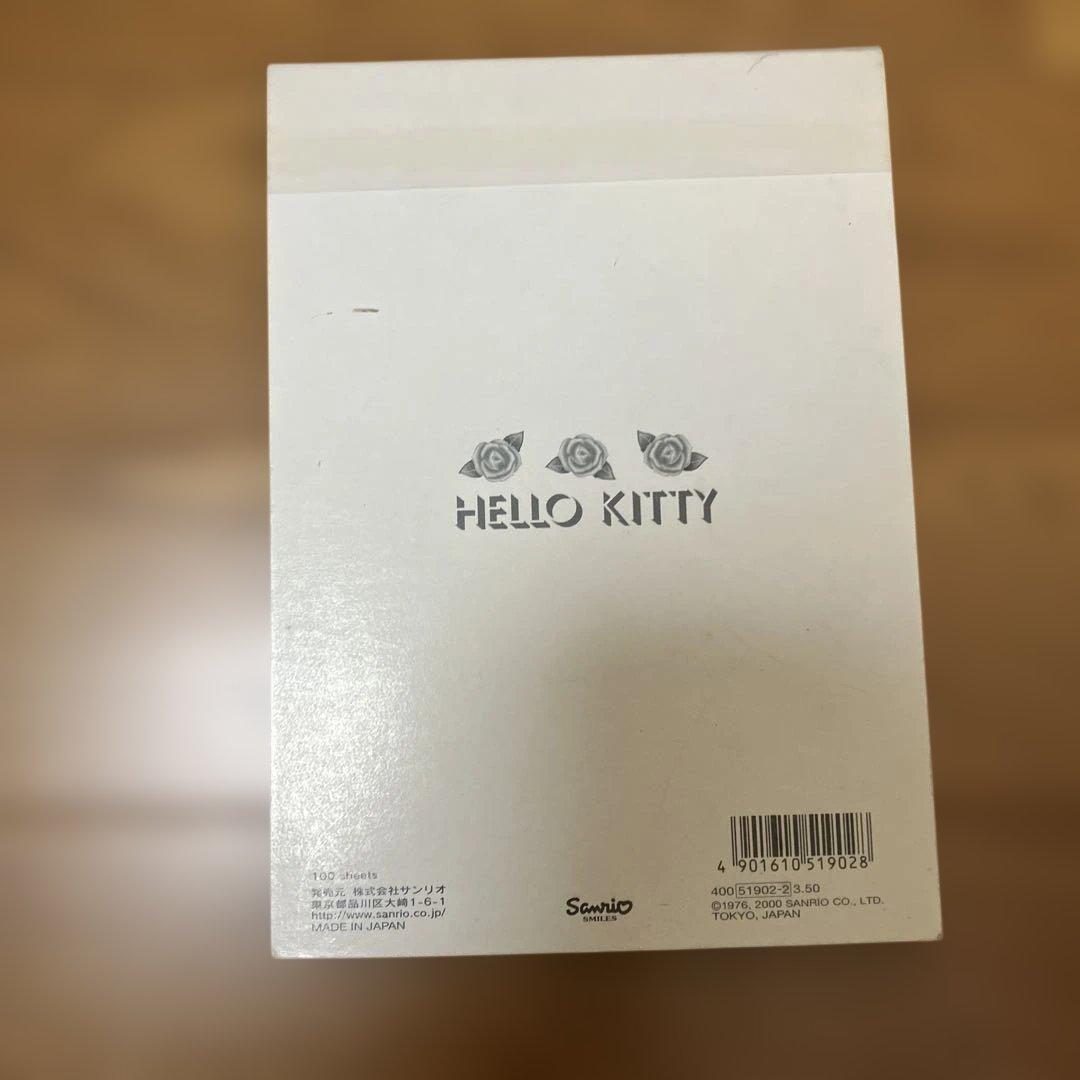 HELLO KITTY
100 sheets
発売元 株式会社サンリオ
東京都品川区大崎1-6-1
http://www.sanrio.co.jp/
MADE IN JAPAN
Sanrio
SMILES
4 901610 519028
400 51902-2 3.50
©1976, 2000 SANRIO CO., LTD.
TOKYO, JAPAN